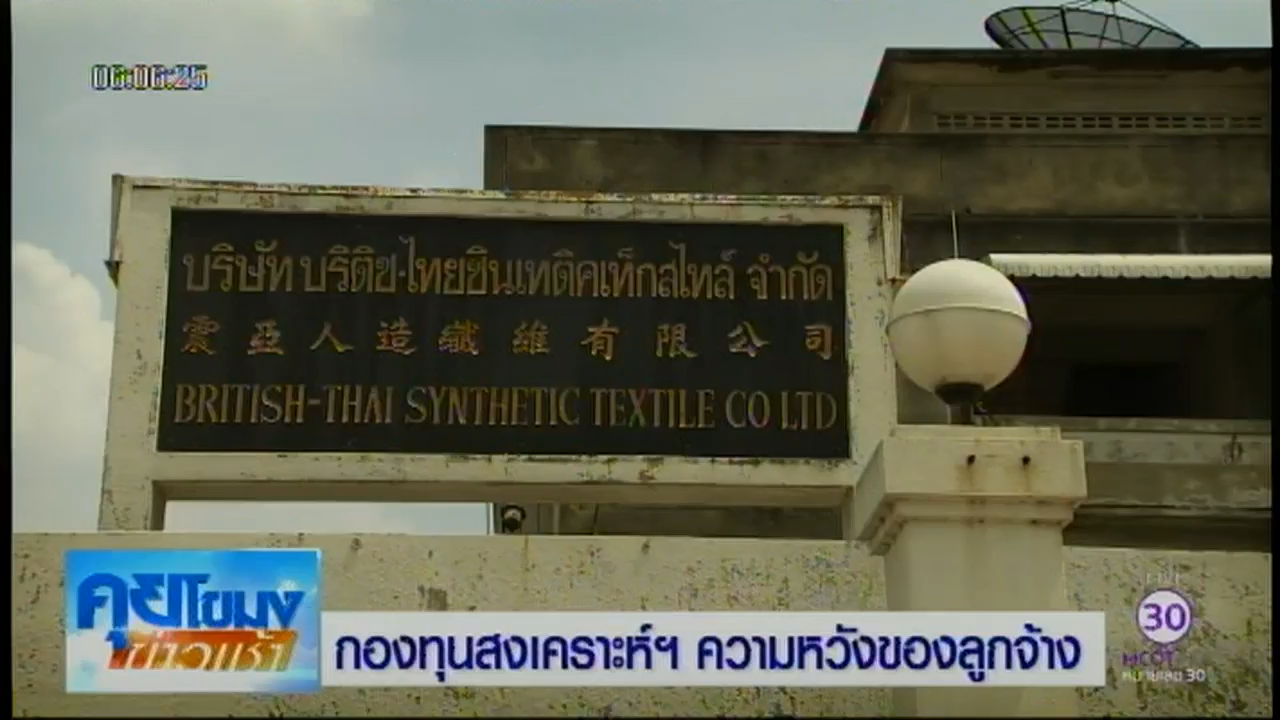 06:06:25
บริษัท บริติช-ไทยซินเทติคเท็กสไทล์ จำกัด
震亞人造纖維有限公司
BRITISH-THAI SYNTHETIC TEXTILE CO LTD
คุยโขมง
ข่าวเช้า
กองทุนสงเคราะห์ฯ ความหวังของลูกจ้าง
LIVE
30
MCOT
หมายเลข 30